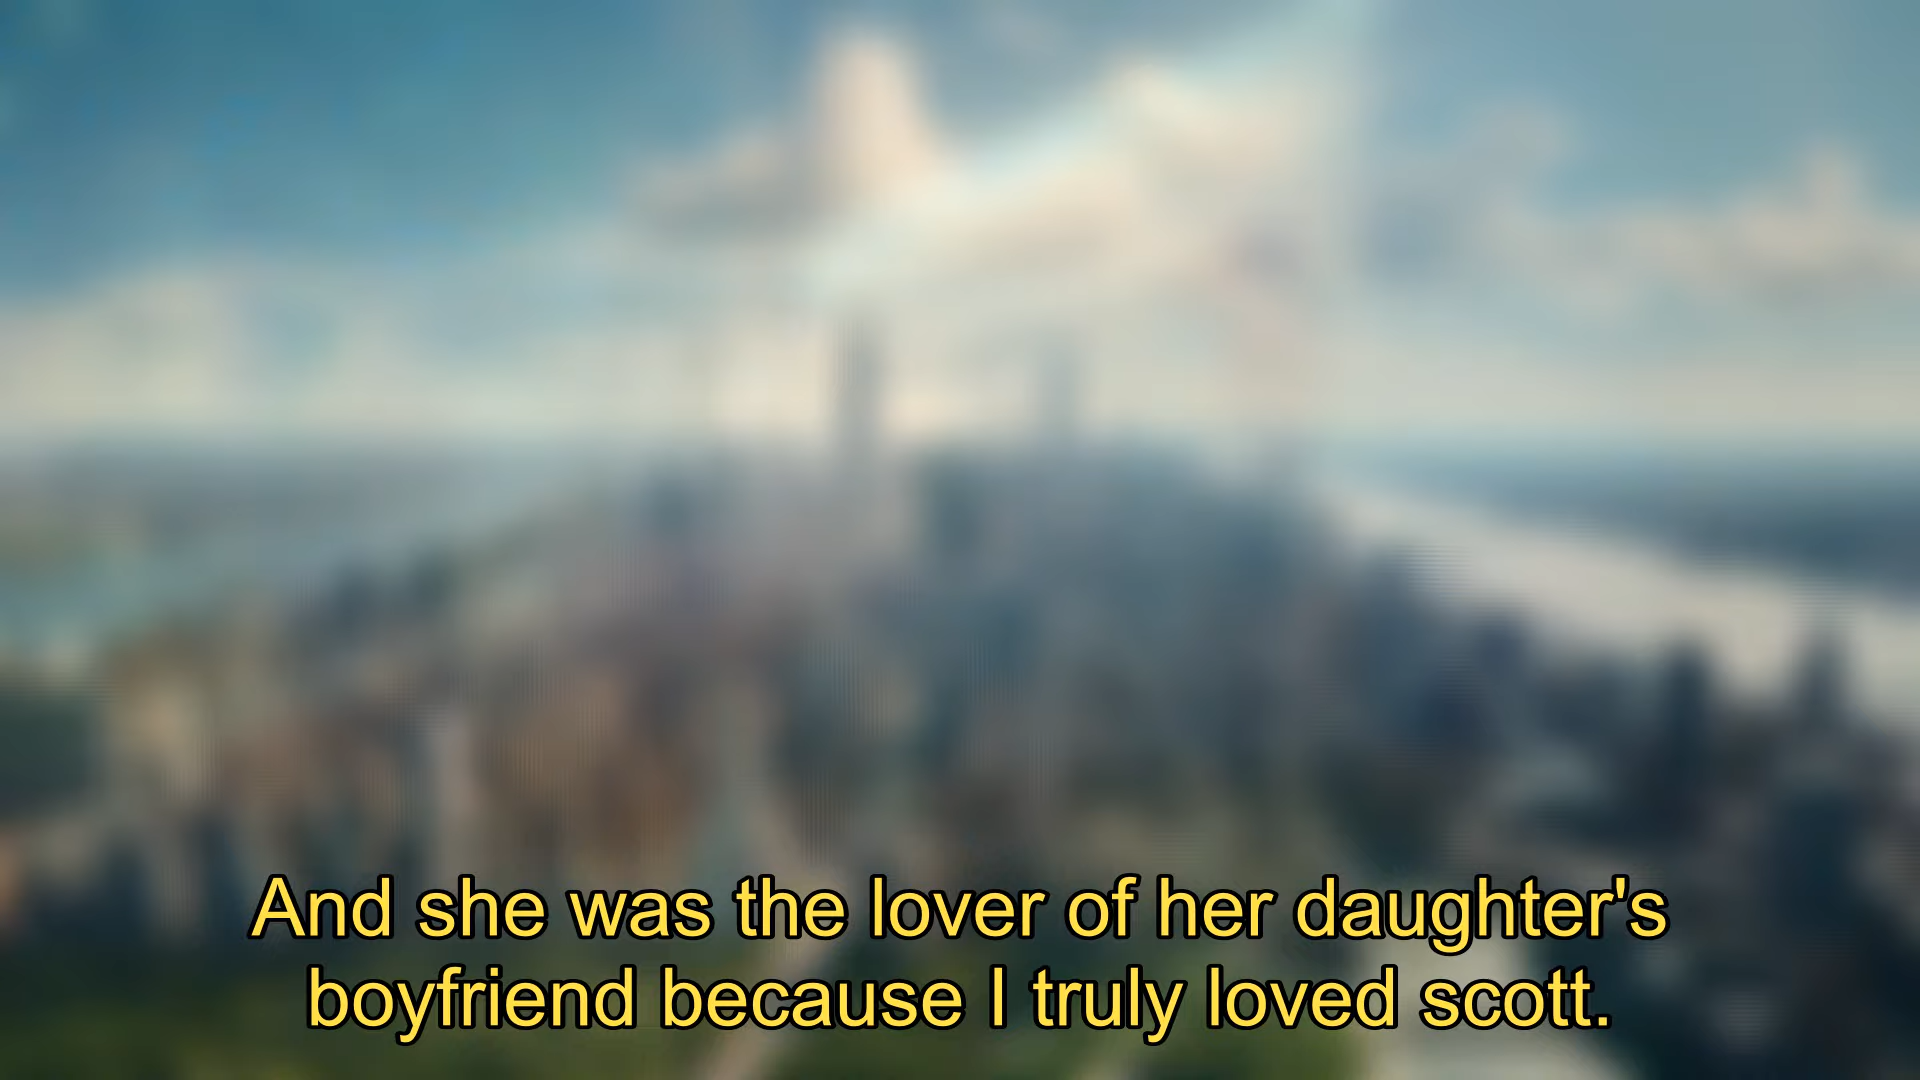 And she was the lover of her daughter's
boyfriend because I truly loved scott.